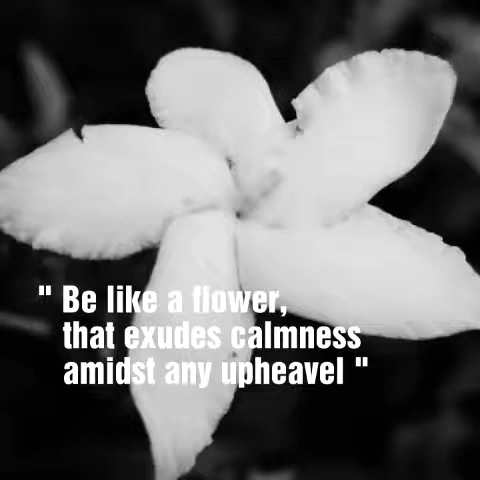 " Be like a flower,
that exudes calmness
amidst any upheavel "